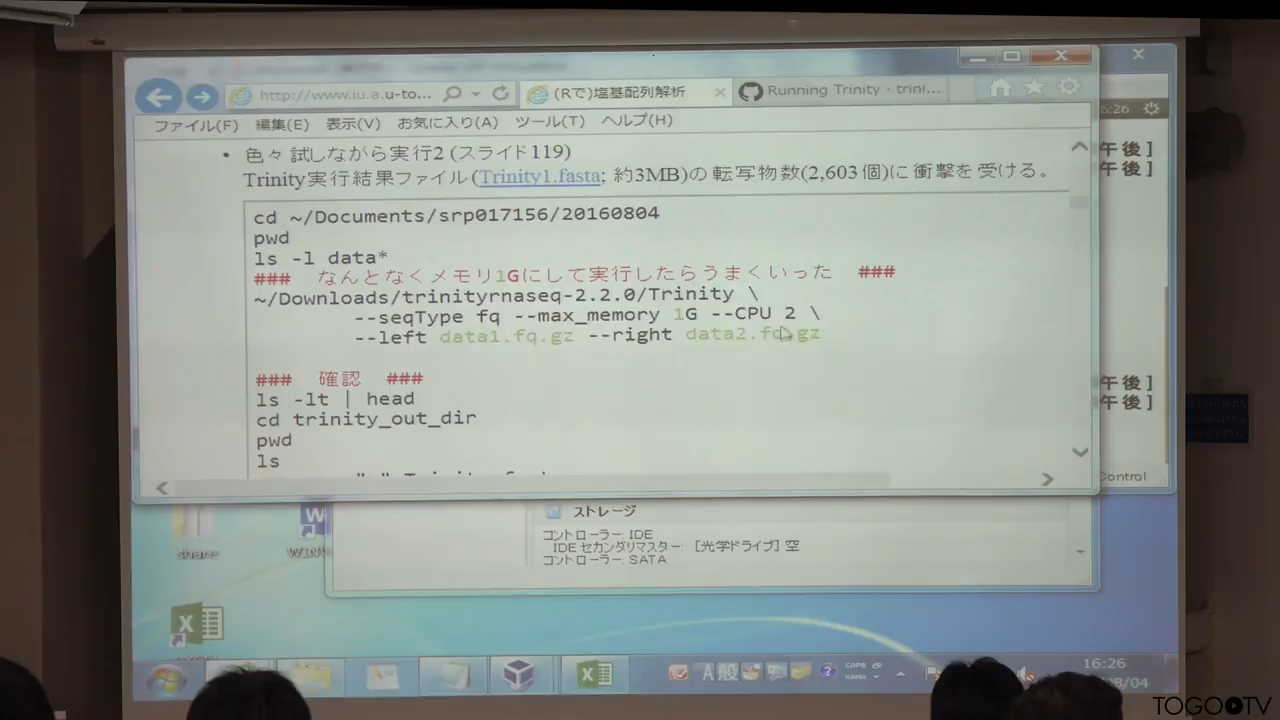 http://www.iu.a.u-to...
(Rで)塩基配列解析
Running Trinity · trini...
ファイル(F) 編集(E) 表示(V) お気に入り(A) ツール(T) ヘルプ(H)
• 色々試しながら実行2 (スライド119)
Trinity実行結果ファイル(Trinity1.fasta; 約3MB)の転写物数(2,603個)に衝撃を受ける。
cd ~/Documents/srp017156/20160804
pwd
ls -l data*
### なんとなくメモリ1Gにして実行したらうまくいった ###
~/Downloads/trinityrnaseq-2.2.0/Trinity \
--seqType fq --max_memory 1G --CPU 2 \
--left data1.fq.gz --right data2.fq.gz
### 確認 ###
ls -lt | head
cd trinity_out_dir
pwd
ls
午後]
午後]
午後]
午後]
Control
ストレージ
コントローラー: IDE
IDE セカンダリマスター: [光学ドライブ] 空
コントローラー: SATA
share
A般
CAPS
KANA
16:26
TOGOTV